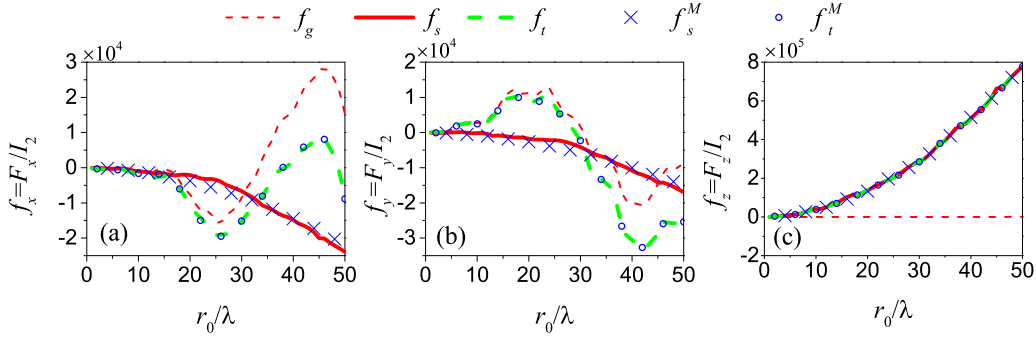 f_g f_s f_t f_s^M f_t^M
×10^4 ×10^4 ×10^5
3 2 1 0 -1 -2
f_x=F_x/I_2
(a)
0 10 20 30 40 50
r_0/λ
2 1 0 -1 -2 -3
f_y=F_y/I_2
(b)
0 10 20 30 40 50
r_0/λ
8 6 4 2 0 -2
f_z=F_z/I_2
(c)
0 10 20 30 40 50
r_0/λ